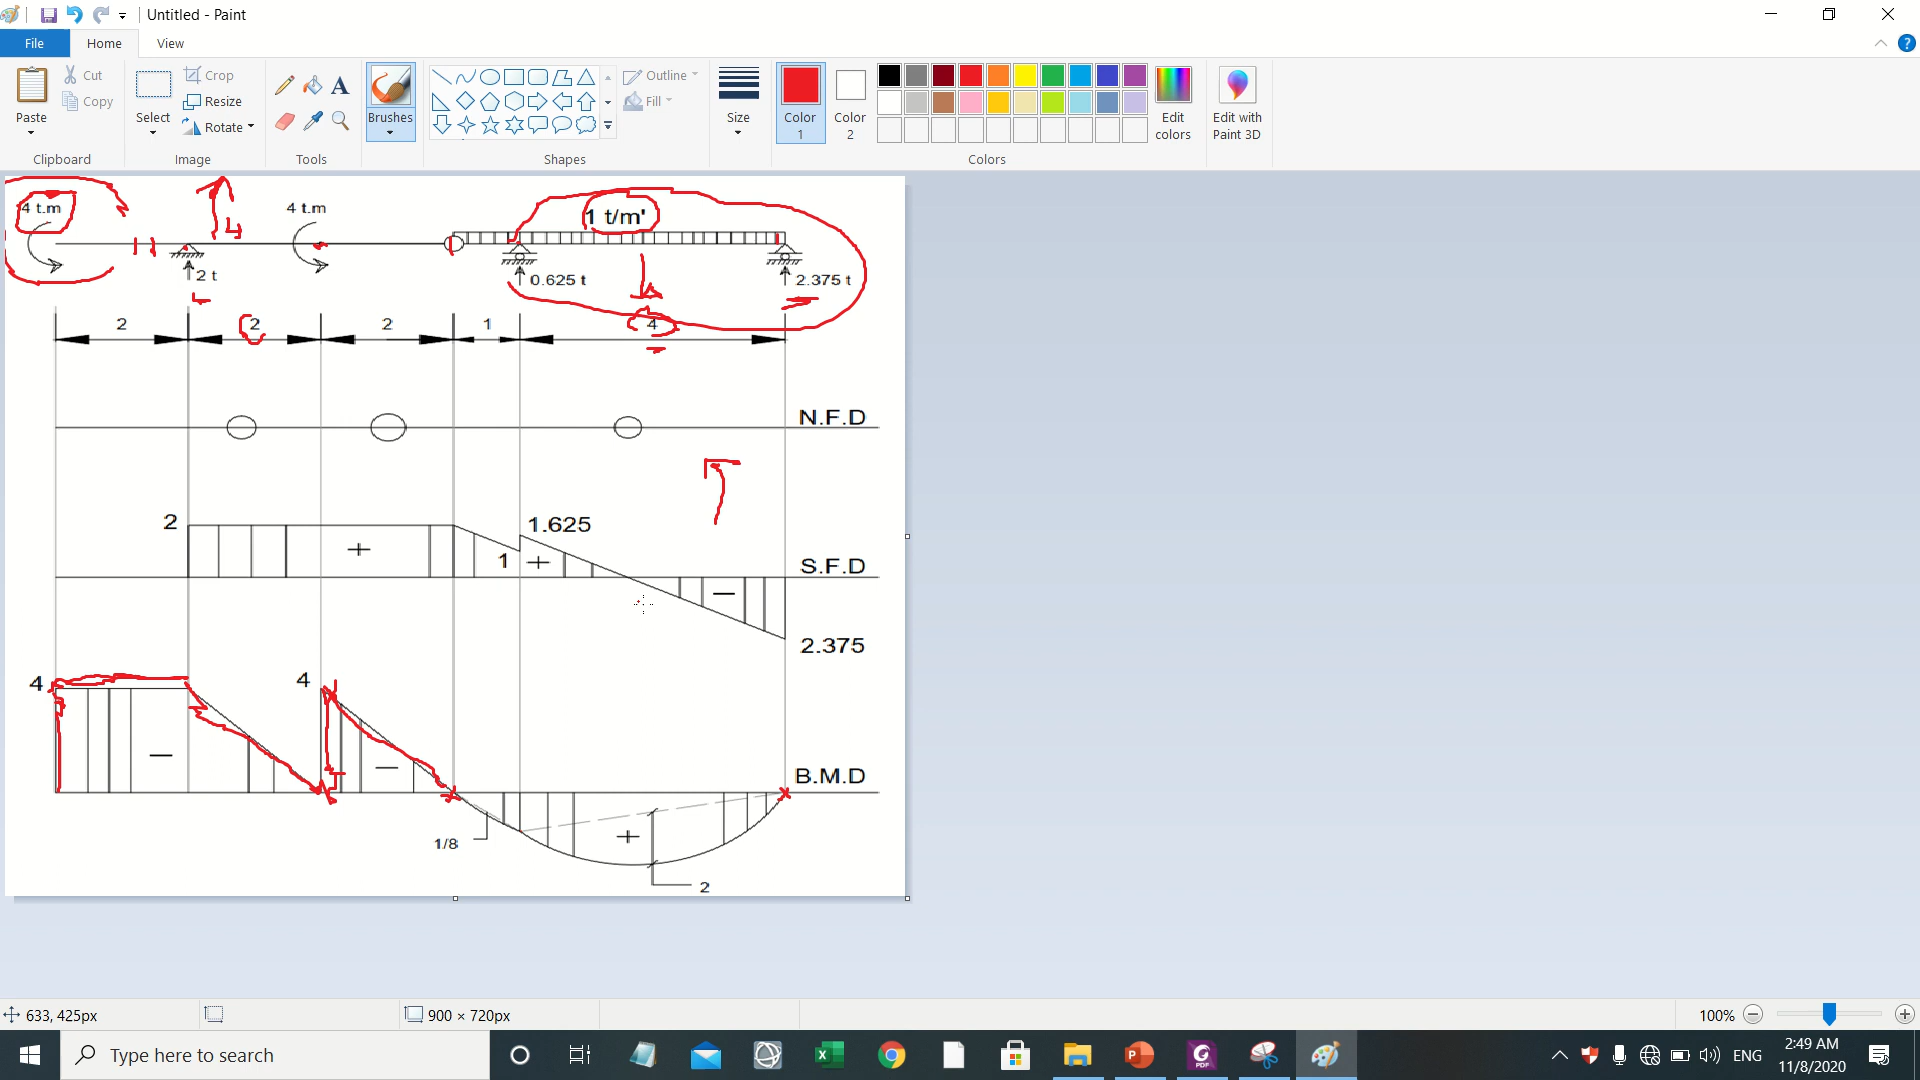 Untitled - Paint
File Home View
Paste
Cut
Copy
Clipboard
Select
Crop
Resize
Rotate
Image
Tools
Brushes
Shapes
Outline
Fill
Size
Color 1
Color 2
Edit colors
Edit with Paint 3D
Colors
4 t.m
4
4 t.m
1 t/m'
2 t
0.625 t
2.375 t
2 2 2 1 4
N.F.D
2
+
1
1.625
+
−
S.F.D
2.375
4
−
4
−
B.M.D
1/8
+
2
633, 425px
900 × 720px
100%
Type here to search
ENG
2:49 AM
11/8/2020